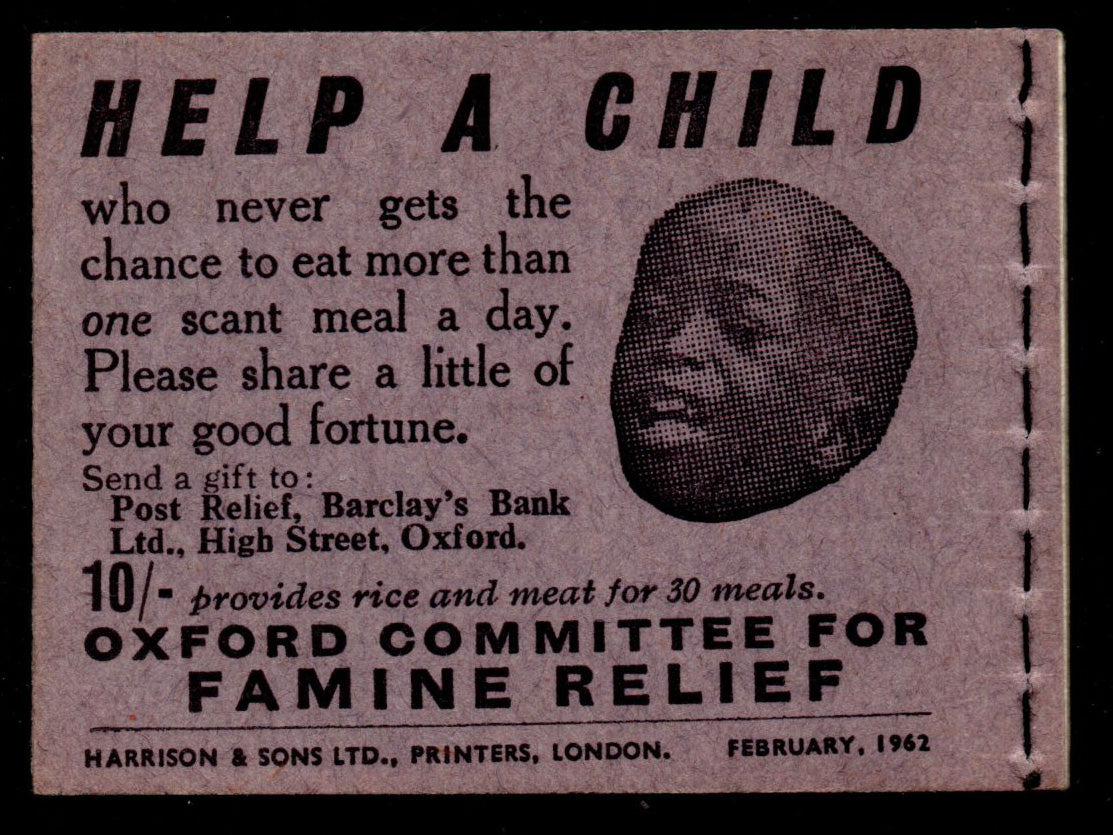 HELP A CHILD
who never gets the
chance to eat more than
one scant meal a day.
Please share a little of
your good fortune.
Send a gift to:
Post Relief, Barclay's Bank
Ltd., High Street, Oxford.
10/- provides rice and meat for 30 meals.
OXFORD COMMITTEE FOR
FAMINE RELIEF
HARRISON & SONS LTD., PRINTERS, LONDON. FEBRUARY, 1962